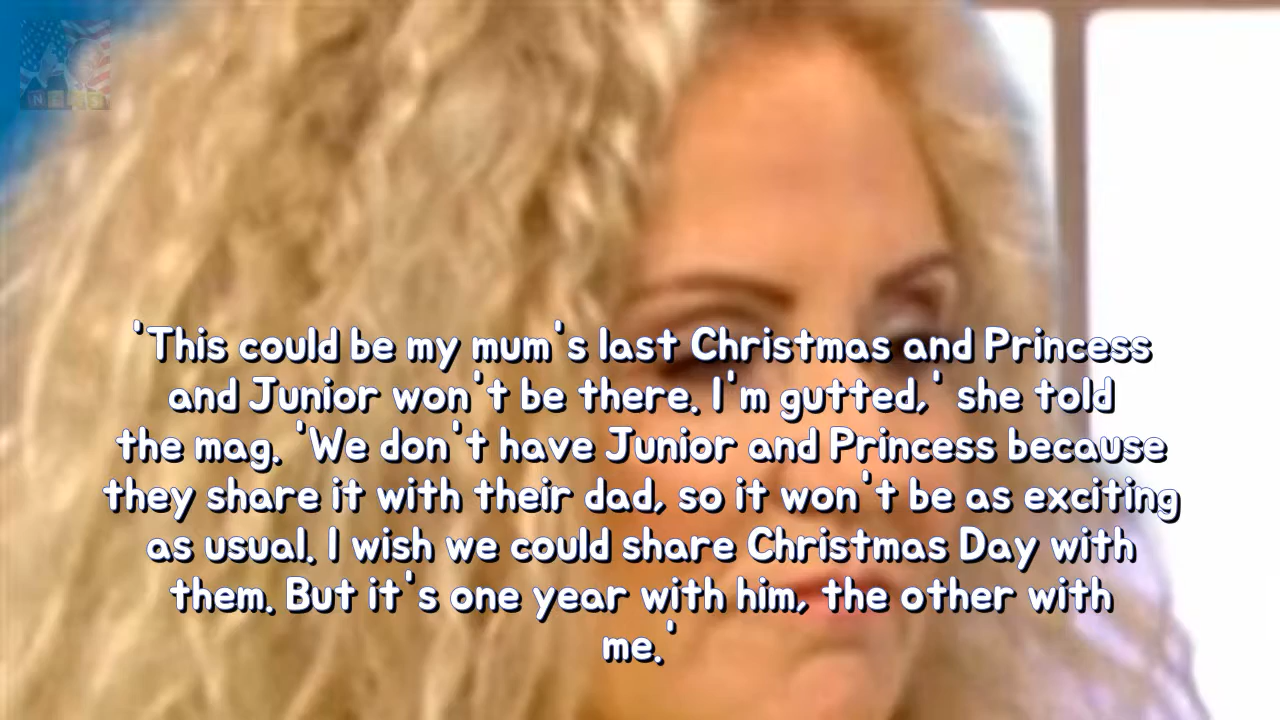 'This could be my mum's last Christmas and Princess
and Junior won't be there. I'm gutted,' she told
the mag. 'We don't have Junior and Princess because
they share it with their dad, so it won't be as exciting
as usual. I wish we could share Christmas Day with
them. But it's one year with him, the other with
me.'
NEWS